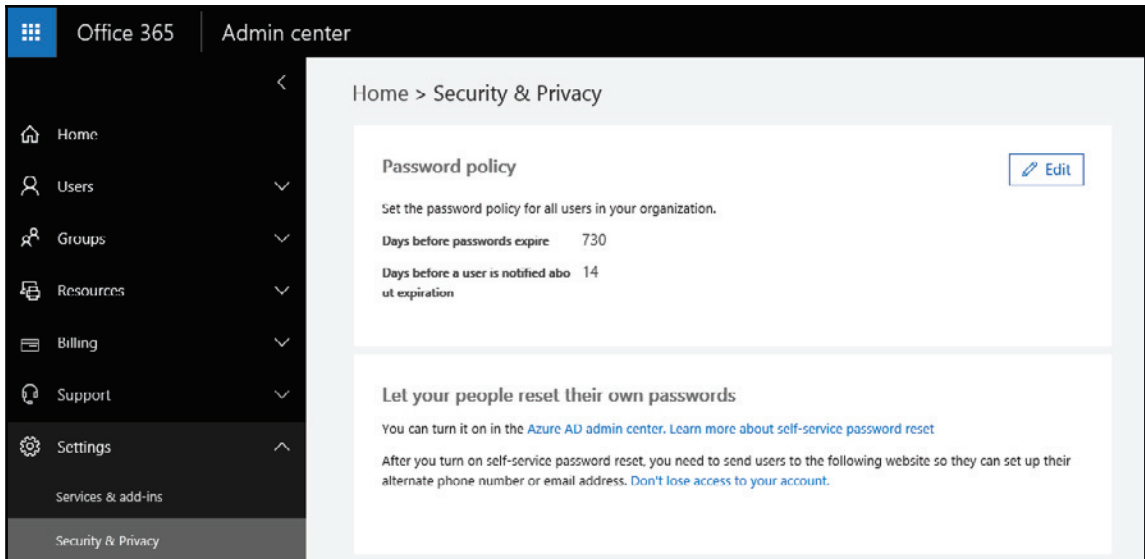 Office 365
Admin center
Home
Users
Groups
Resources
Billing
Support
Settings
Services & add-ins
Security & Privacy
Home > Security & Privacy
Password policy
Edit
Set the password policy for all users in your organization.
Days before passwords expire 730
Days before a user is notified abo 14
ut expiration
Let your people reset their own passwords
You can turn it on in the Azure AD admin center. Learn more about self-service password reset
After you turn on self-service password reset, you need to send users to the following website so they can set up their
alternate phone number or email address. Don't lose access to your account.